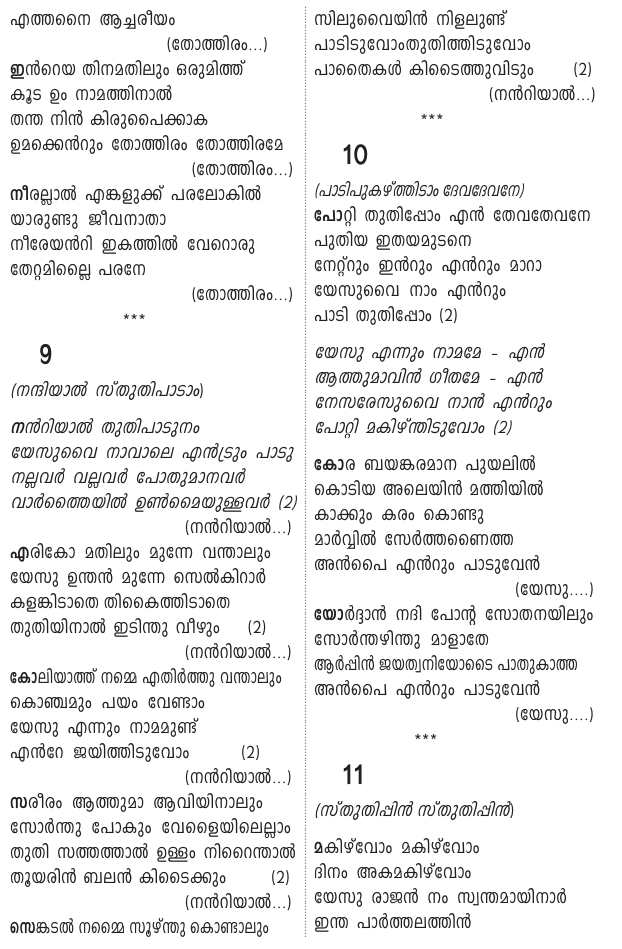 എത്തനൈ ആച്ചരീയം
(തോത്തിരം...)
ഇൻറെയ തിനമതിലും ഒരുമിത്ത്
കൂട ഉം നാമത്തിനാൽ
തന്ത നിൻ കിരുപൈക്കാക
ഉമക്കെൻറും തോത്തിരം തോത്തിരമേ
(തോത്തിരം...)
നീരല്ലാൽ എങ്കളുക്ക് പരലോകിൽ
യാരുണ്ടു ജീവനാതാ
നീരേയൻറി ഇകത്തിൽ വേറൊരു
തേറ്റമില്ലൈ പരനേ
(തോത്തിരം...)
***
9
(നന്ദിയാൽ സ്തുതിപാടാം)
നൻറിയാൽ തുതിപാടുനം
യേസുവൈ നാവാലെ എൻട്രും പാടു
നല്ലവർ വല്ലവർ പോതുമാനവർ
വാർത്തൈയിൽ ഉൺമൈയുള്ളവർ (2)
(നൻറിയാൽ...)
എരികോ മതിലും മുന്നേ വന്താലും
യേസു ഉന്തൻ മുന്നേ സെൽകിറാർ
കളങ്കിടാതെ തികൈത്തിടാതെ
തുതിയിനാൽ ഇടിന്തു വീഴും (2)
(നൻറിയാൽ...)
കോലിയാത്ത് നമ്മെ എതിർത്തു വന്താലും
കൊഞ്ചമും പയം വേണ്ടാം
യേസു എന്നും നാമമുണ്ട്
എൻറേ ജയിത്തിടുവോം (2)
(നൻറിയാൽ...)
സരീരം ആത്തുമാ ആവിയിനാലും
സോർന്തു പോകും വേളൈയിലെല്ലാം
തുതി സത്തത്താൽ ഉള്ളം നിറൈന്താൽ
തൂയരിൻ ബലൻ കിടൈക്കും (2)
(നൻറിയാൽ...)
സെങ്കടൽ നമ്മൈ സൂഴ്ന്തു കൊണ്ടാലും
സിലുവൈയിൻ നിളലുണ്ട്
പാടിടുവോംതുതിത്തിടുവോം
പാതൈകൾ കിടൈത്തുവിടും (2)
(നൻറിയാൽ...)
***
10
(പാടിപുകഴ്ത്തിടാം ദേവദേവനേ)
പോറ്റി തുതിപ്പോം എൻ തേവതേവനേ
പുതിയ ഇതയമുടനെ
നേറ്റ്റും ഇൻറും എൻറും മാറാ
യേസുവൈ നാം എൻറും
പാടി തുതിപ്പോം (2)
യേസു എന്നും നാമമേ - എൻ
ആത്തുമാവിൻ ഗീതമേ - എൻ
നേസരേസുവൈ നാൻ എൻറും
പോറ്റി മകിഴ്ന്തിടുവോം (2)
കോര ബയങ്കരമാന പുയലിൽ
കൊടിയ അലെയിൻ മത്തിയിൽ
കാക്കും കരം കൊണ്ടു
മാർവ്വിൽ സേർത്തണൈത്ത
അൻപൈ എൻറും പാടുവേൻ
(യേസു....)
യോർദ്ദാൻ നദി പോന്റ സോതനയിലും
സോർന്തഴിന്തു മാളാതേ
ആർപ്പിൻ ജയത്വനിയോടൈ പാതുകാത്ത
അൻപൈ എൻറും പാടുവേൻ
(യേസു....)
***
11
(സ്തുതിപ്പിൻ സ്തുതിപ്പിൻ)
മകിഴ്വോം മകിഴ്വോം
ദിനം അകമകിഴ്വോം
യേസു രാജൻ നം സ്വന്തമായിനാർ
ഇന്ത പാർത്തലത്തിൻ